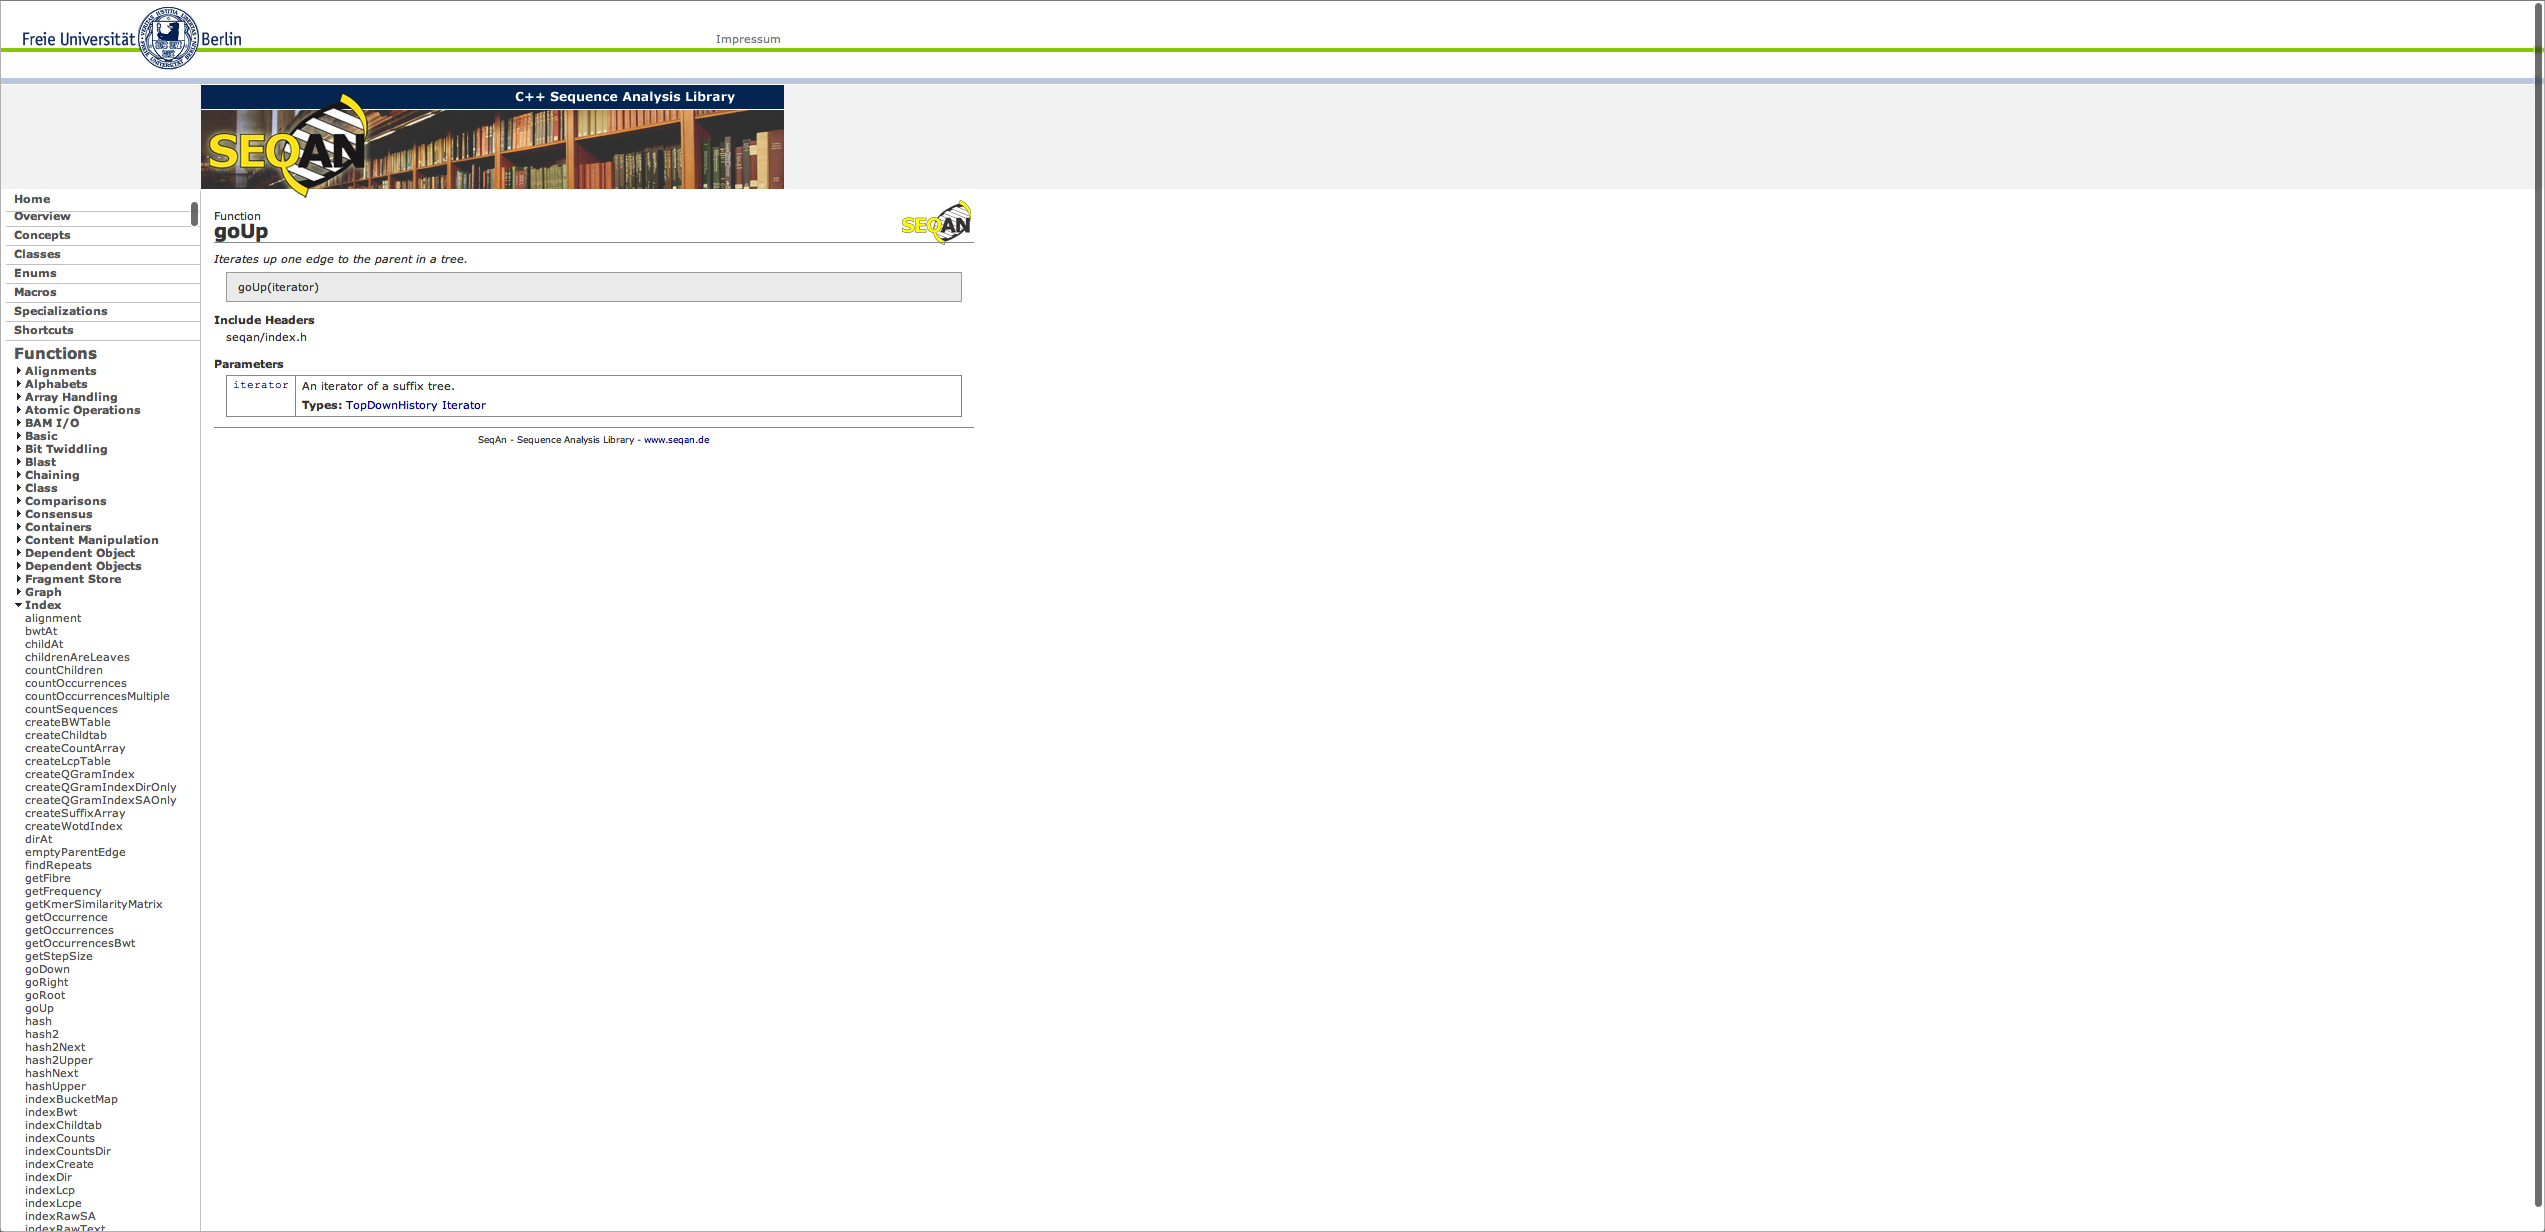 Freie Universität Berlin
Impressum
C++ Sequence Analysis Library
SEQAN
Home
Overview
Concepts
Classes
Enums
Macros
Specializations
Shortcuts
Functions
Alignments
Alphabets
Array Handling
Atomic Operations
BAM I/O
Basic
Bit Twiddling
Blast
Chaining
Class
Comparisons
Consensus
Containers
Content Manipulation
Dependent Object
Dependent Objects
Fragment Store
Graph
Index
alignment
bwtAt
childAt
childrenAreLeaves
countChildren
countOccurrences
countOccurrencesMultiple
countSequences
createBWTable
createChildtab
createCountArray
createLcpTable
createQGramIndex
createQGramIndexDirOnly
createQGramIndexSAOnly
createSuffixArray
createWotdIndex
dirAt
emptyParentEdge
findRepeats
getFibre
getFrequency
getKmerSimilarityMatrix
getOccurrence
getOccurrences
getOccurrencesBwt
getStepSize
goDown
goRight
goRoot
goUp
hash
hash2
hash2Next
hash2Upper
hashNext
hashUpper
indexBucketMap
indexBwt
indexChildtab
indexCounts
indexCountsDir
indexCreate
indexDir
indexLcp
indexLcpe
indexRawSA
indexRawText
Function
goUp
SEQAN
Iterates up one edge to the parent in a tree.
goUp(iterator)
Include Headers
seqan/index.h
Parameters
iterator An iterator of a suffix tree.
Types: TopDownHistory Iterator
SeqAn - Sequence Analysis Library - www.seqan.de